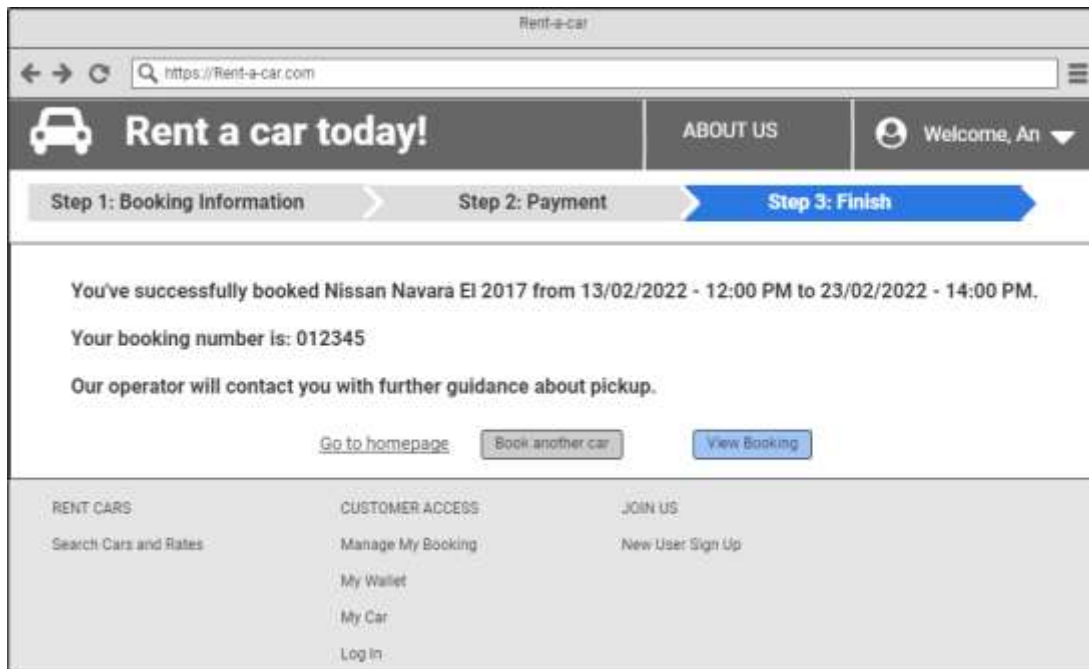 Rent-a-car
https://Rent-a-car.com
Rent a car today!
ABOUT US
Welcome, An
Step 1: Booking Information
Step 2: Payment
Step 3: Finish
You've successfully booked Nissan Navara El 2017 from 13/02/2022 - 12:00 PM to 23/02/2022 - 14:00 PM.
Your booking number is: 012345
Our operator will contact you with further guidance about pickup.
Go to homepage
Book another car
View Booking
RENT CARS
CUSTOMER ACCESS
JOIN US
Search Cars and Rates
Manage My Booking
New User Sign Up
My Wallet
My Car
Log In